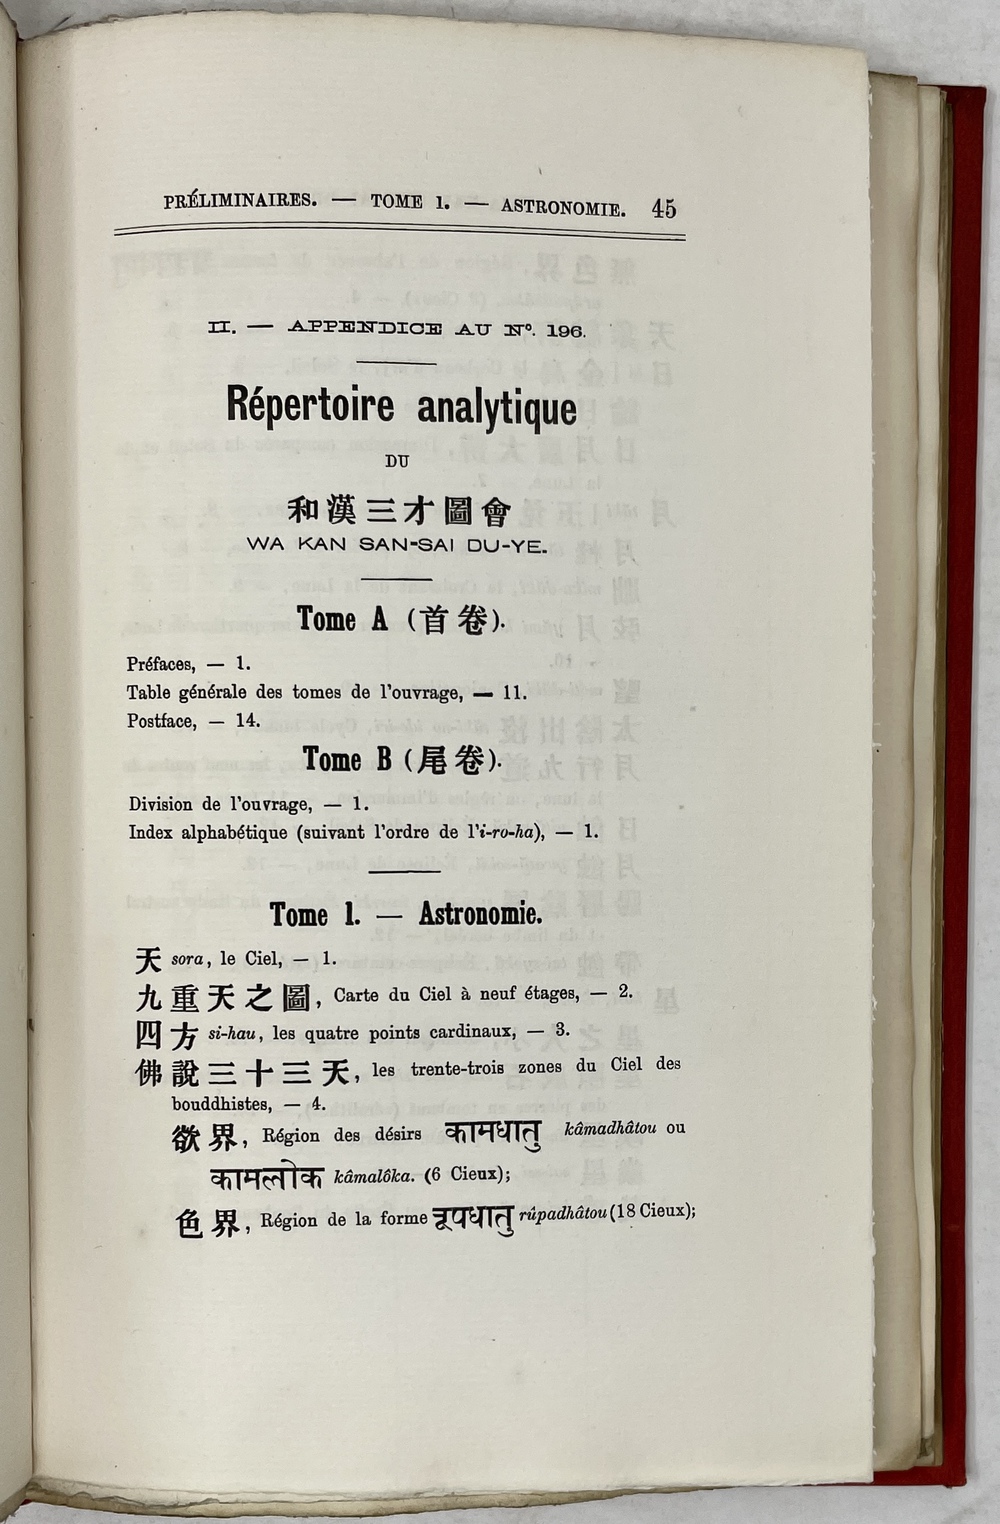 PRÉLIMINAIRES. — TOME 1. — ASTRONOMIE. 45
II. — APPENDICE AU Nº. 196.
Répertoire analytique
DU
和漢三才圖會
WA KAN SAN-SAI DU-YE.
Tome A (首卷).
Préfaces, — 1.
Table générale des tomes de l'ouvrage, — 11.
Postface, — 14.
Tome B (尾卷).
Division de l'ouvrage, — 1.
Index alphabétique (suivant l'ordre de l'i-ro-ha), — 1.
Tome 1. — Astronomie.
天 sora, le Ciel, — 1.
九重天之圖, Carte du Ciel à neuf étages, — 2.
四方 si-hau, les quatre points cardinaux, — 3.
佛說三十三天, les trente-trois zones du Ciel des
bouddhistes, — 4.
欲界, Région des désirs कामधातु kâmadhâtou ou
कामलोक kâmalôka. (6 Cieux);
色界, Région de la forme रूपधातु rûpadhâtou (18 Cieux);